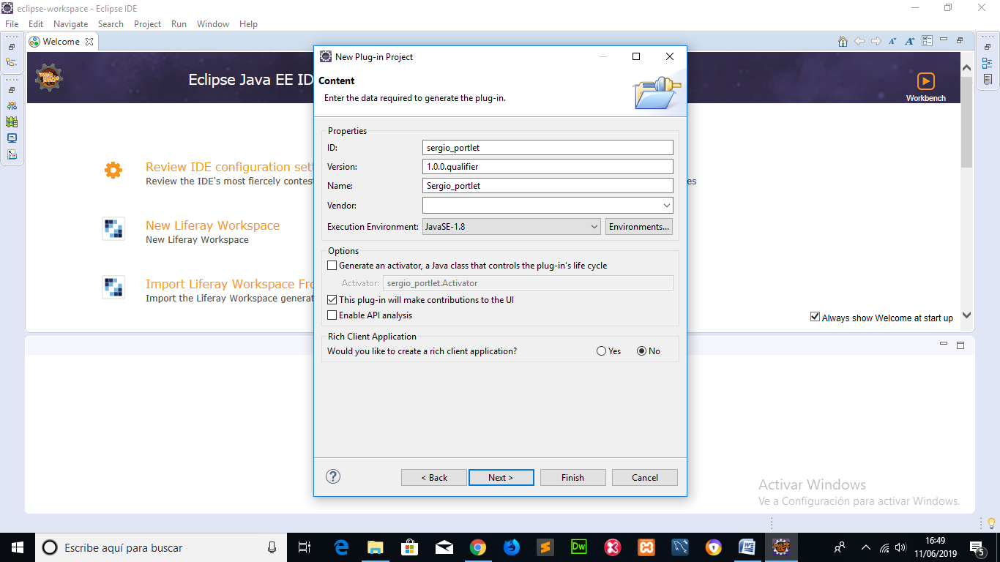 eclipse-workspace - Eclipse IDE
File Edit Navigate Search Project Run Window Help
Welcome
Eclipse Java EE ID
Workbench
Review IDE configuration sett
Review the IDE's most fiercely contest
es
New Liferay Workspace
New Liferay Workspace
Import Liferay Workspace Fro
Import the Liferay Workspace generat
Always show Welcome at start up
New Plug-in Project
Content
Enter the data required to generate the plug-in.
Properties
ID: sergio_portlet
Version: 1.0.0.qualifier
Name: Sergio_portlet
Vendor:
Execution Environment: JavaSE-1.8 Environments...
Options
Generate an activator, a Java class that controls the plug-in's life cycle
Activator: sergio_portlet.Activator
This plug-in will make contributions to the UI
Enable API analysis
Rich Client Application
Would you like to create a rich client application? Yes No
? < Back Next > Finish Cancel
Activar Windows
Ve a Configuración para activar Windows.
Escribe aquí para buscar
Dw
JAVA EE
IDE
16:49
11/06/2019
5